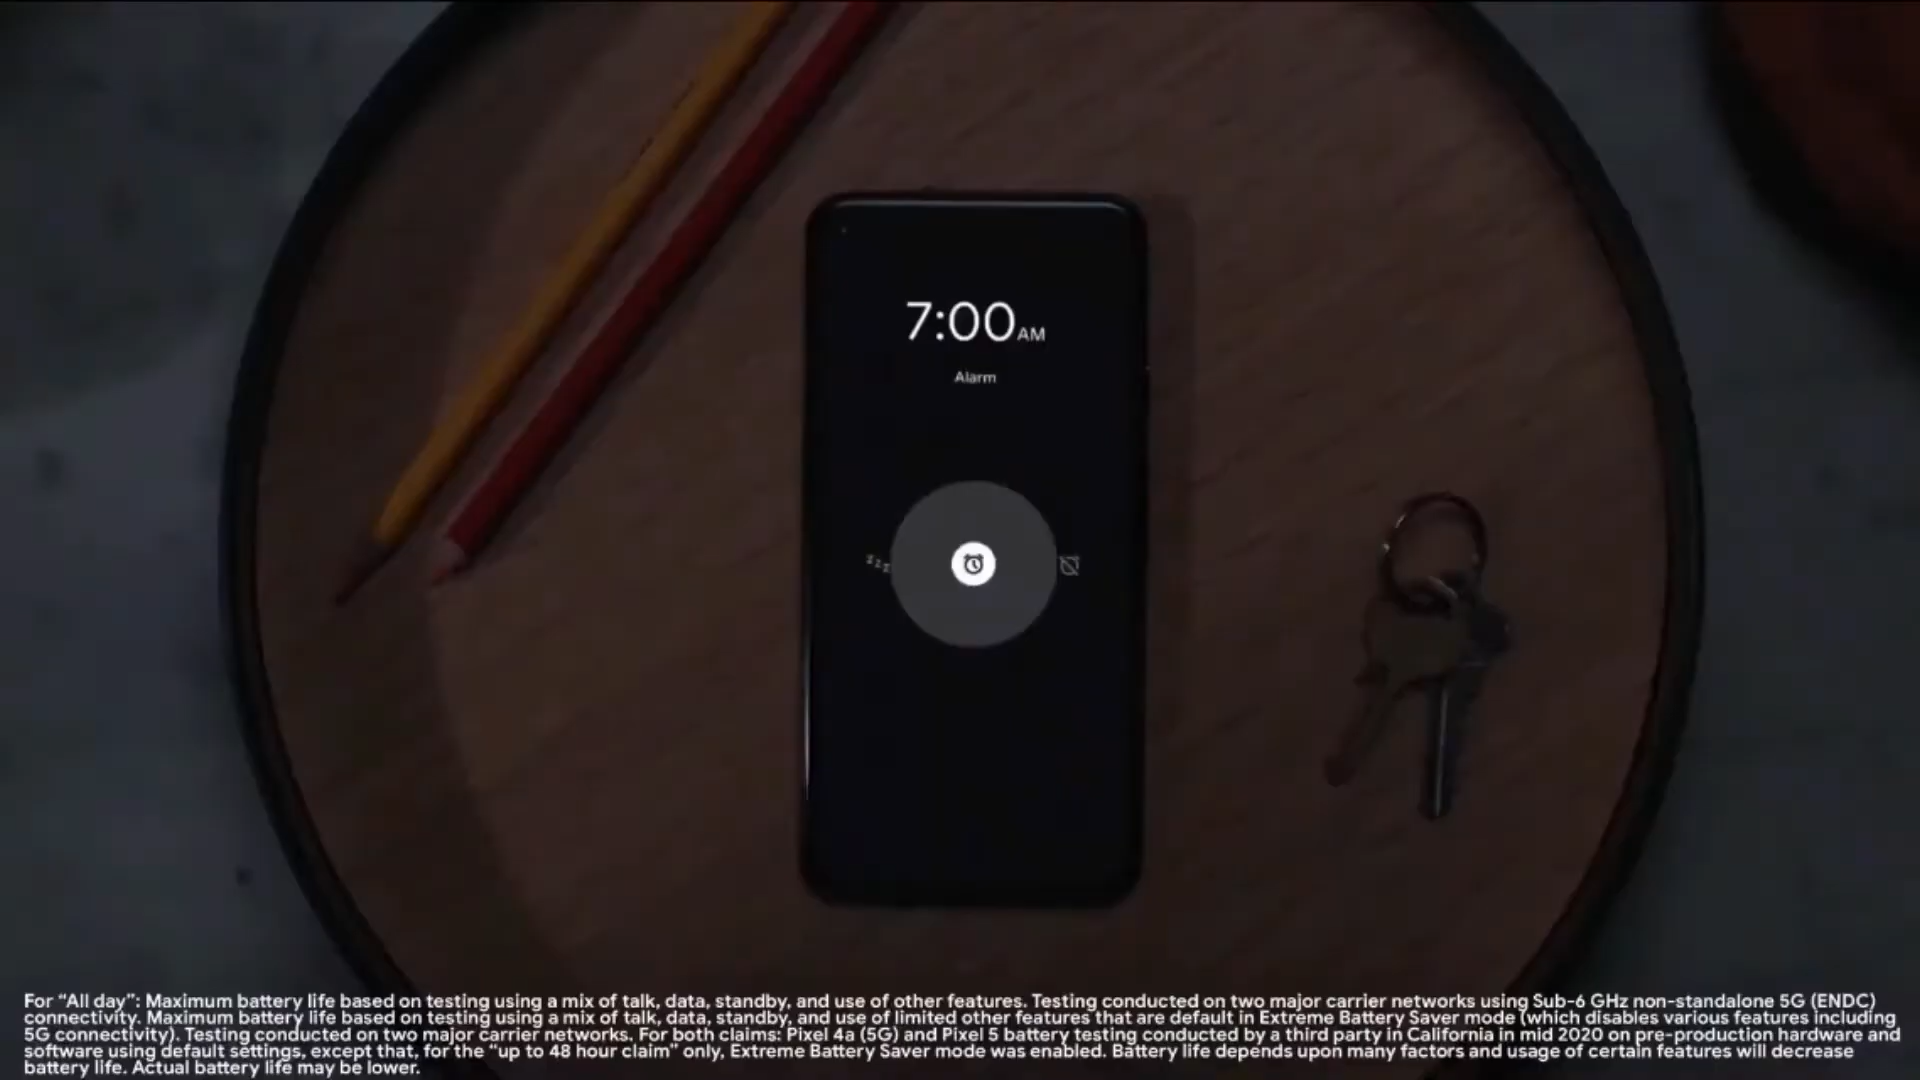 7:00AM
Alarm
zzz
For “All day”: Maximum battery life based on testing using a mix of talk, data, standby, and use of other features. Testing conducted on two major carrier networks using Sub-6 GHz non-standalone 5G (ENDC)
connectivity. Maximum battery life based on testing using a mix of talk, data, standby, and use of limited other features that are default in Extreme Battery Saver mode (which disables various features including
5G connectivity). Testing conducted on two major carrier networks. For both claims: Pixel 4a (5G) and Pixel 5 battery testing conducted by a third party in California in mid 2020 on pre-production hardware and
software using default settings, except that, for the “up to 48 hour claim” only, Extreme Battery Saver mode was enabled. Battery life depends upon many factors and usage of certain features will decrease
battery life. Actual battery life may be lower.